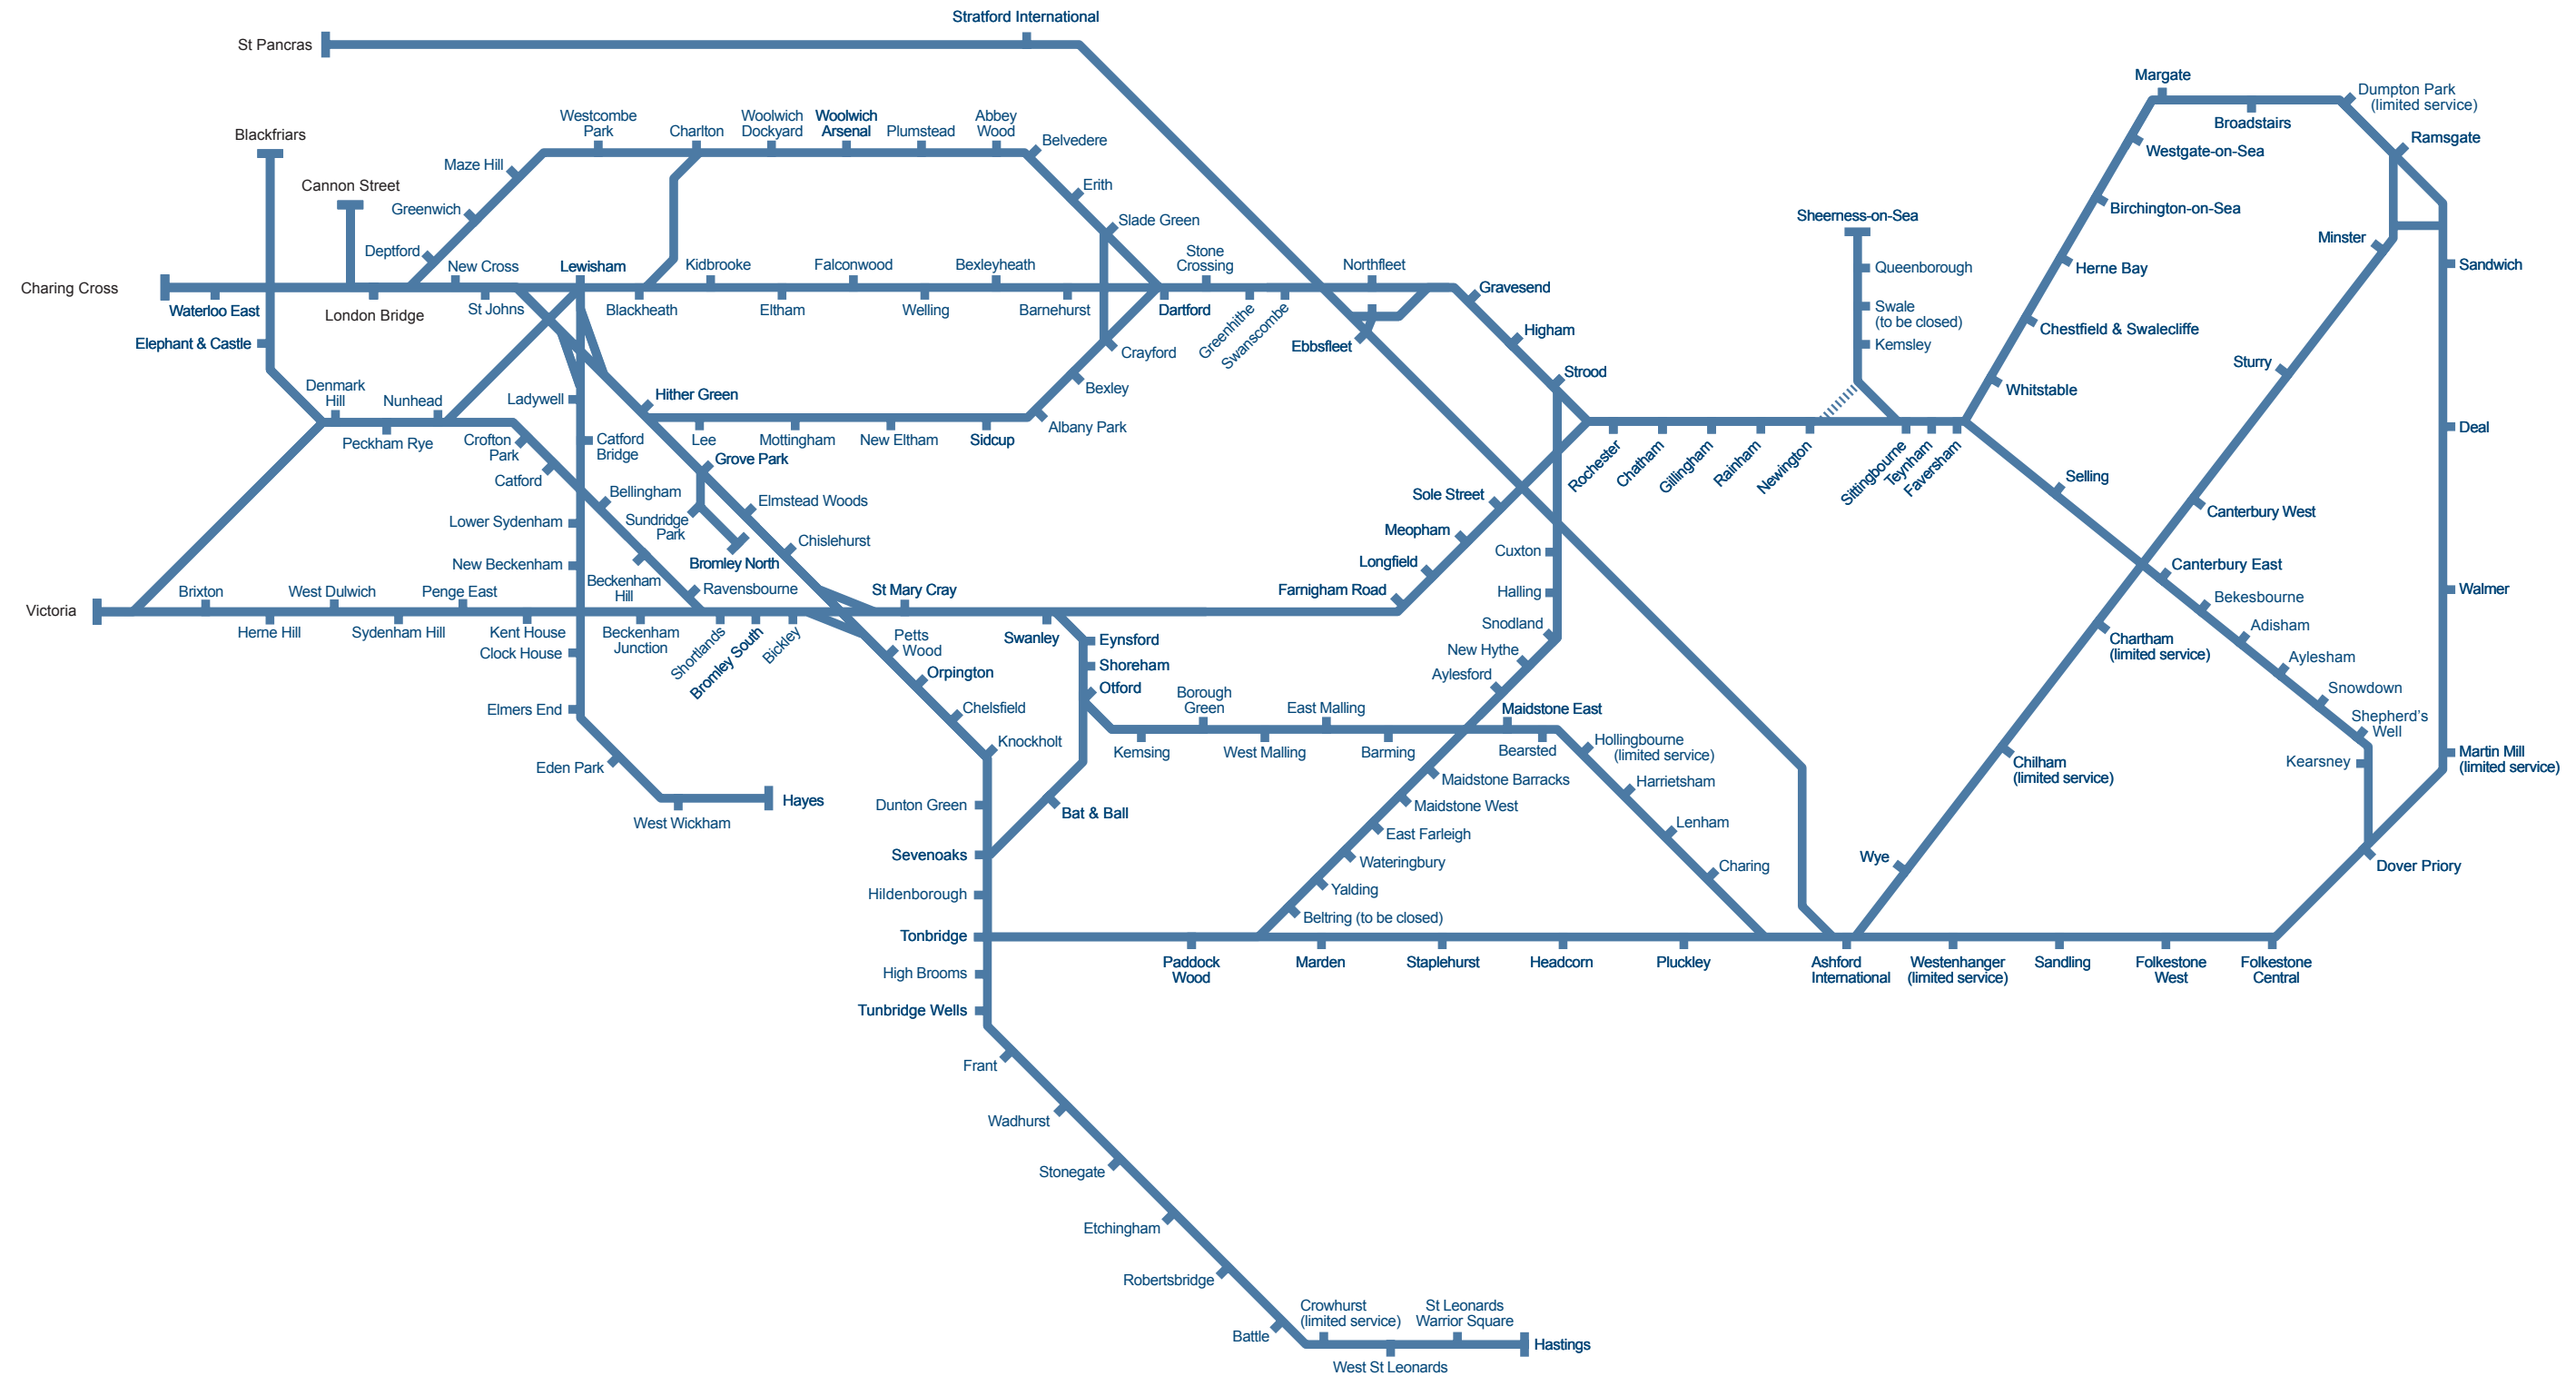 Stratford International
St Pancras
Margate
Dumpton Park
(limited service)
Broadstairs
Ramsgate
Westgate-on-Sea
Westcombe
Park
Charlton
Woolwich
Dockyard
Woolwich
Arsenal
Plumstead
Abbey
Wood
Belvedere
Blackfriars
Maze Hill
Cannon Street
Erith
Greenwich
Slade Green
Birchington-on-Sea
Sheerness-on-Sea
Minster
Deptford
New Cross
Lewisham
Kidbrooke
Falconwood
Bexleyheath
Stone
Crossing
Northfleet
Queenborough
Herne Bay
Sandwich
Charing Cross
Gravesend
Waterloo East
London Bridge
St Johns
Blackheath
Eltham
Welling
Barnehurst
Dartford
Greenhithe
Swanscombe
Swale
(to be closed)
Chestfield & Swalecliffe
Higham
Elephant & Castle
Crayford
Ebbsfleet
Kemsley
Sturry
Strood
Denmark
Hill
Nunhead
Ladywell
Hither Green
Bexley
Whitstable
Peckham Rye
Crofton
Park
Catford
Bridge
Lee
Mottingham
New Eltham
Sidcup
Albany Park
Deal
Rochester
Chatham
Gillingham
Rainham
Newington
Sittingbourne
Teynham
Faversham
Catford
Grove Park
Selling
Bellingham
Elmstead Woods
Sole Street
Canterbury West
Lower Sydenham
Sundridge
Park
Meopham
Chislehurst
Cuxton
New Beckenham
Bromley North
Longfield
Canterbury East
Beckenham
Hill
Ravensbourne
St Mary Cray
Farnigham Road
Halling
Bekesbourne
Walmer
Victoria
Brixton
West Dulwich
Penge East
Herne Hill
Sydenham Hill
Kent House
Beckenham
Junction
Shortlands
Bromley South
Bickley
Petts
Wood
Swanley
Eynsford
Snodland
Adisham
Chartham
(limited service)
Clock House
Shoreham
New Hythe
Aylesham
Orpington
Otford
Aylesford
Snowdown
Elmers End
Chelsfield
Borough
Green
East Malling
Maidstone East
Shepherd's
Well
Knockholt
Kemsing
West Malling
Barming
Bearsted
Hollingbourne
(limited service)
Kearsney
Martin Mill
(limited service)
Eden Park
Chilham
(limited service)
Maidstone Barracks
Harrietsham
Hayes
Dunton Green
Bat & Ball
Maidstone West
West Wickham
East Farleigh
Lenham
Sevenoaks
Wateringbury
Charing
Wye
Dover Priory
Hildenborough
Yalding
Beltring (to be closed)
Tonbridge
Paddock
Wood
Marden
Staplehurst
Headcorn
Pluckley
Ashford
International
Westenhanger
(limited service)
Sandling
Folkestone
West
Folkestone
Central
High Brooms
Tunbridge Wells
Frant
Wadhurst
Stonegate
Etchingham
Robertsbridge
Battle
Crowhurst
(limited service)
St Leonards
Warrior Square
Hastings
West St Leonards